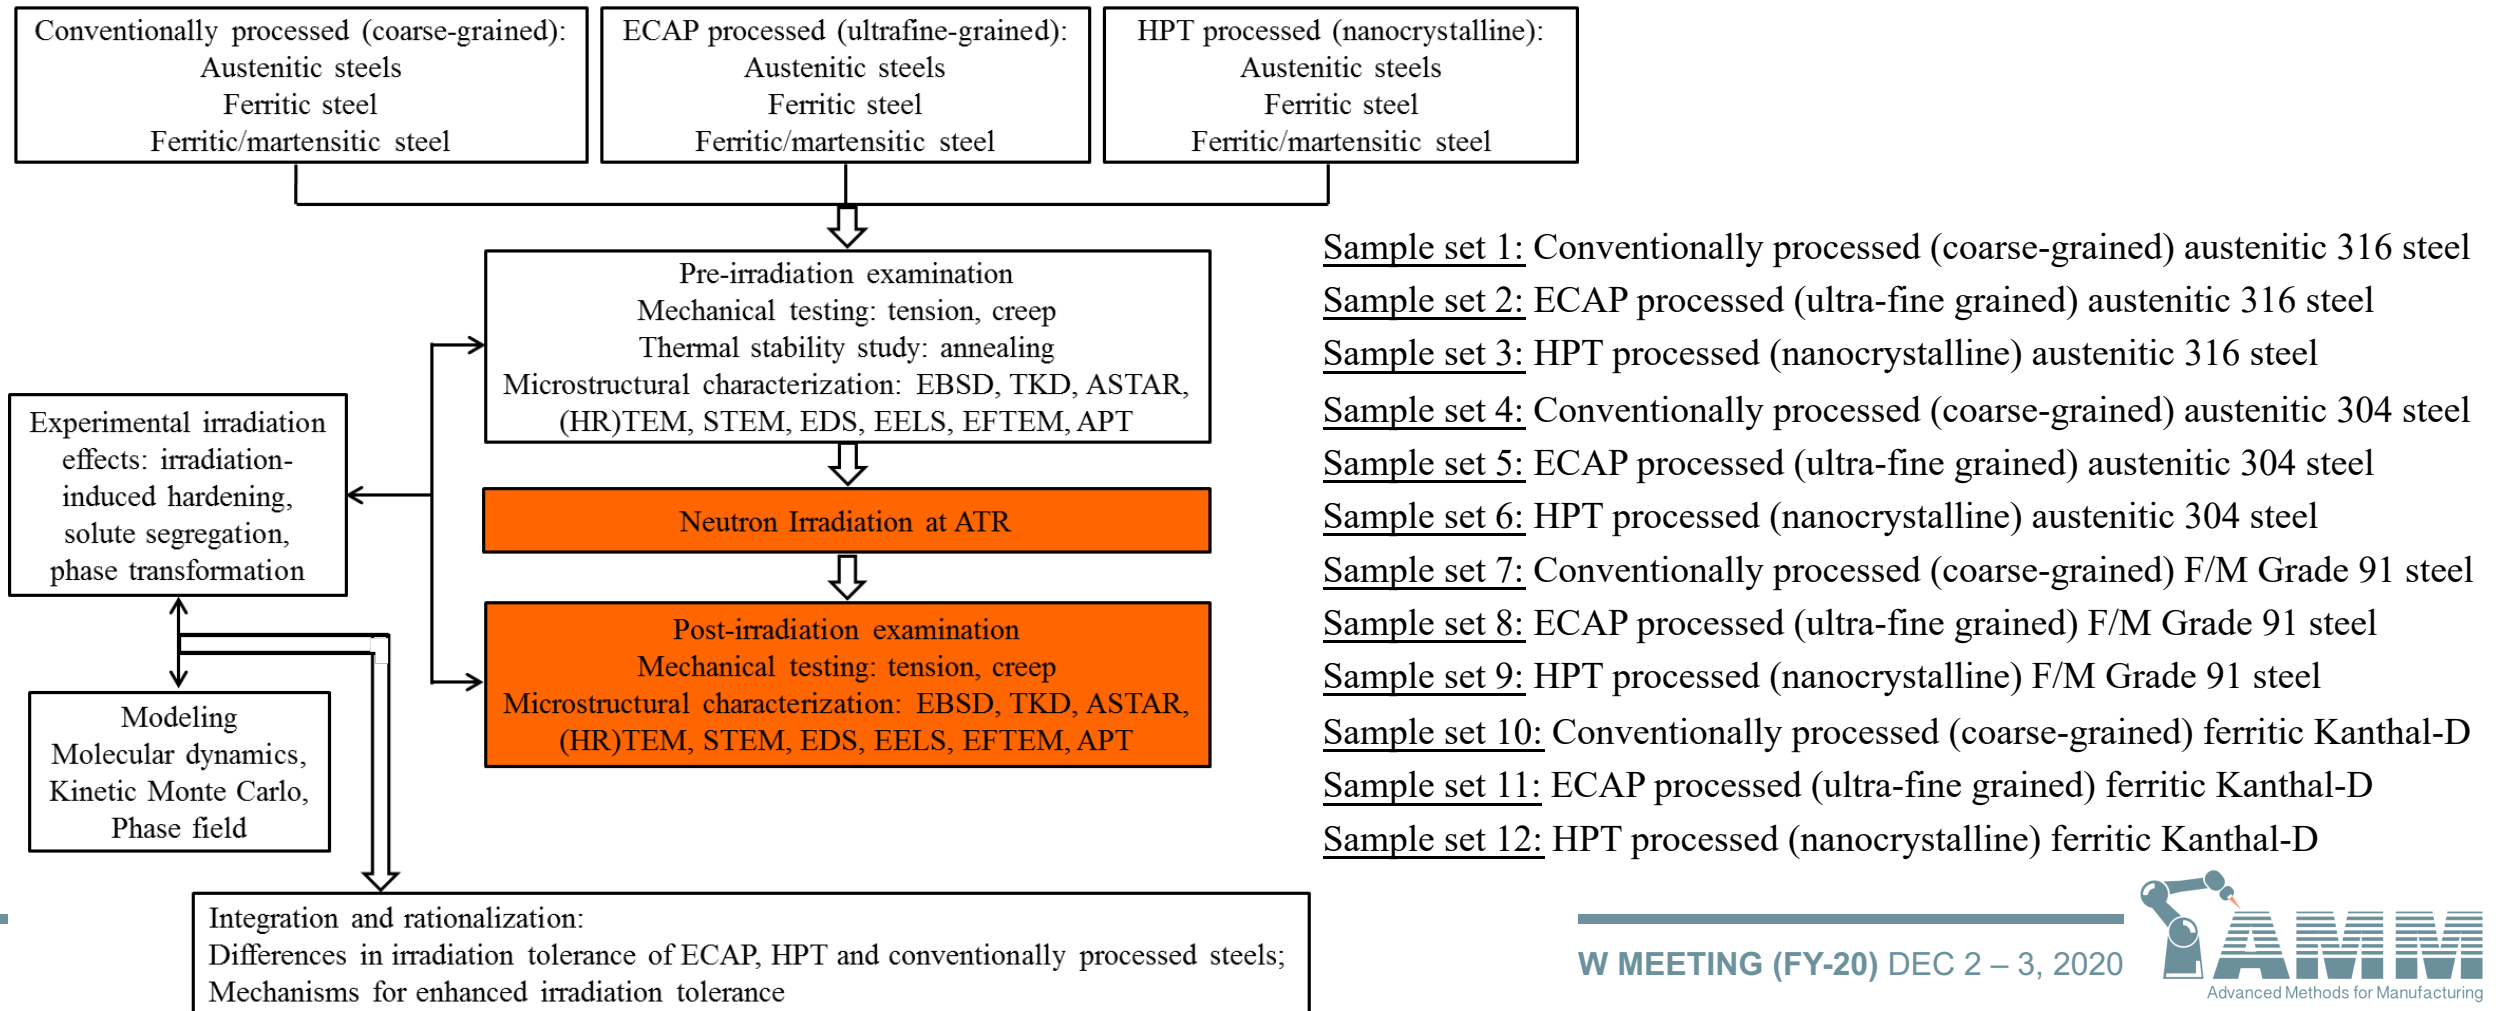 Conventionally processed (coarse-grained):
Austenitic steels
Ferritic steel
Ferritic/martensitic steel
ECAP processed (ultrafine-grained):
Austenitic steels
Ferritic steel
Ferritic/martensitic steel
HPT processed (nanocrystalline):
Austenitic steels
Ferritic steel
Ferritic/martensitic steel
Pre-irradiation examination
Mechanical testing: tension, creep
Thermal stability study: annealing
Microstructural characterization: EBSD, TKD, ASTAR,
(HR)TEM, STEM, EDS, EELS, EFTEM, APT
Neutron Irradiation at ATR
Post-irradiation examination
Mechanical testing: tension, creep
Microstructural characterization: EBSD, TKD, ASTAR,
(HR)TEM, STEM, EDS, EELS, EFTEM, APT
Experimental irradiation
effects: irradiation-
induced hardening,
solute segregation,
phase transformation
Modeling
Molecular dynamics,
Kinetic Monte Carlo,
Phase field
Integration and rationalization:
Differences in irradiation tolerance of ECAP, HPT and conventionally processed steels;
Mechanisms for enhanced irradiation tolerance
Sample set 1: Conventionally processed (coarse-grained) austenitic 316 steel
Sample set 2: ECAP processed (ultra-fine grained) austenitic 316 steel
Sample set 3: HPT processed (nanocrystalline) austenitic 316 steel
Sample set 4: Conventionally processed (coarse-grained) austenitic 304 steel
Sample set 5: ECAP processed (ultra-fine grained) austenitic 304 steel
Sample set 6: HPT processed (nanocrystalline) austenitic 304 steel
Sample set 7: Conventionally processed (coarse-grained) F/M Grade 91 steel
Sample set 8: ECAP processed (ultra-fine grained) F/M Grade 91 steel
Sample set 9: HPT processed (nanocrystalline) F/M Grade 91 steel
Sample set 10: Conventionally processed (coarse-grained) ferritic Kanthal-D
Sample set 11: ECAP processed (ultra-fine grained) ferritic Kanthal-D
Sample set 12: HPT processed (nanocrystalline) ferritic Kanthal-D
W MEETING (FY-20) DEC 2 – 3, 2020
AMM
Advanced Methods for Manufacturing